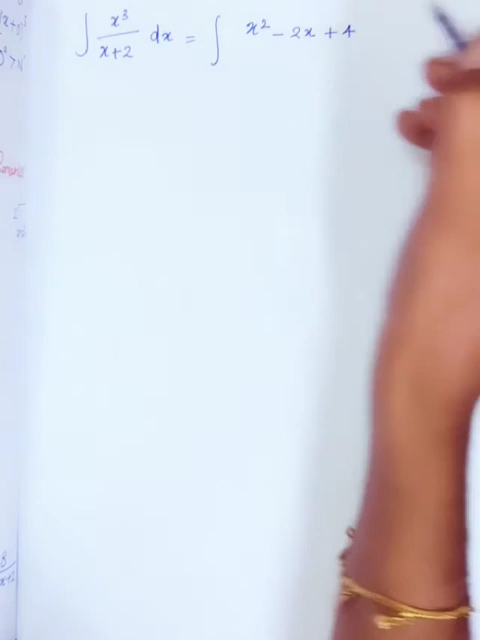 ∫ x³/(x+2) dx = ∫ x² - 2x + 4